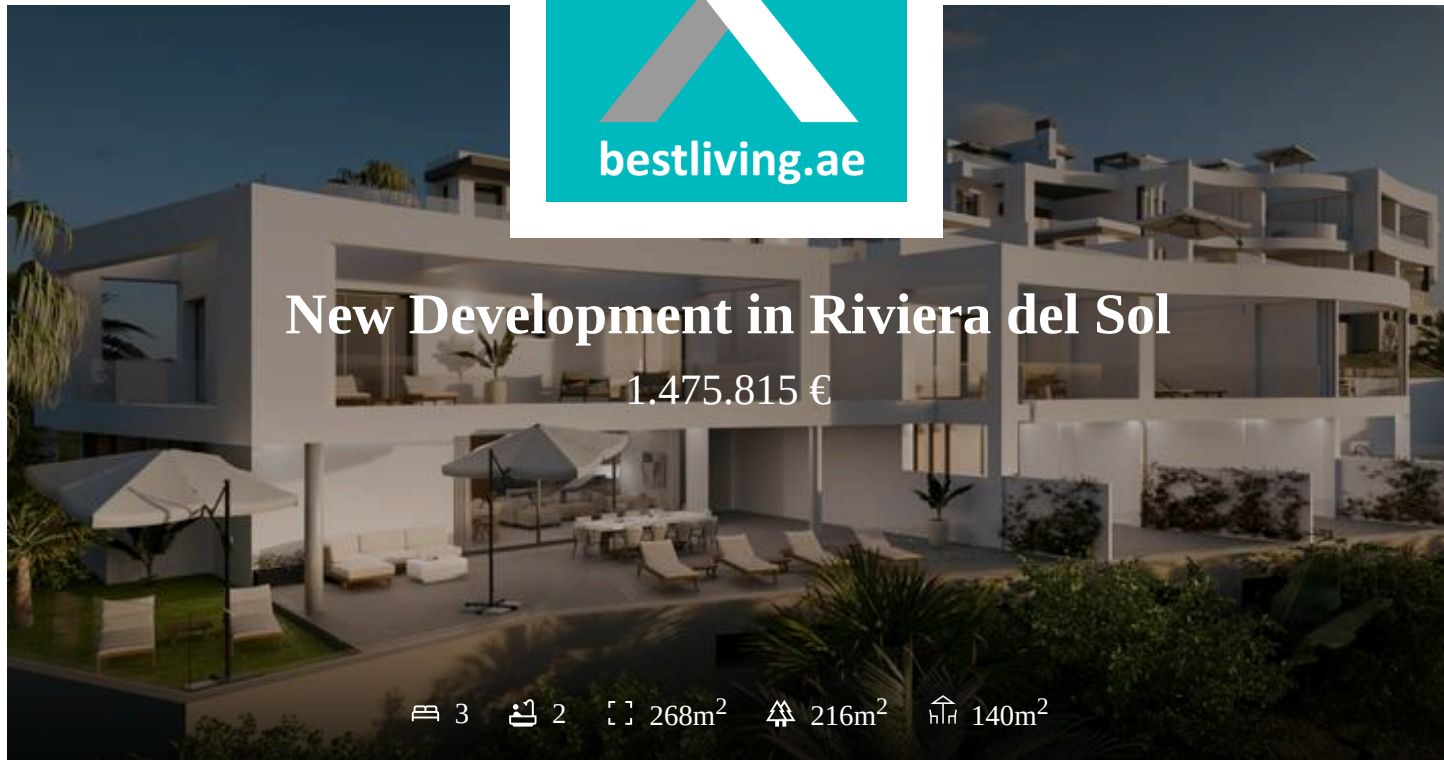 bestliving.ae
New Development in Riviera del Sol
1.475.815 €
3 2 268m² 216m² 140m²